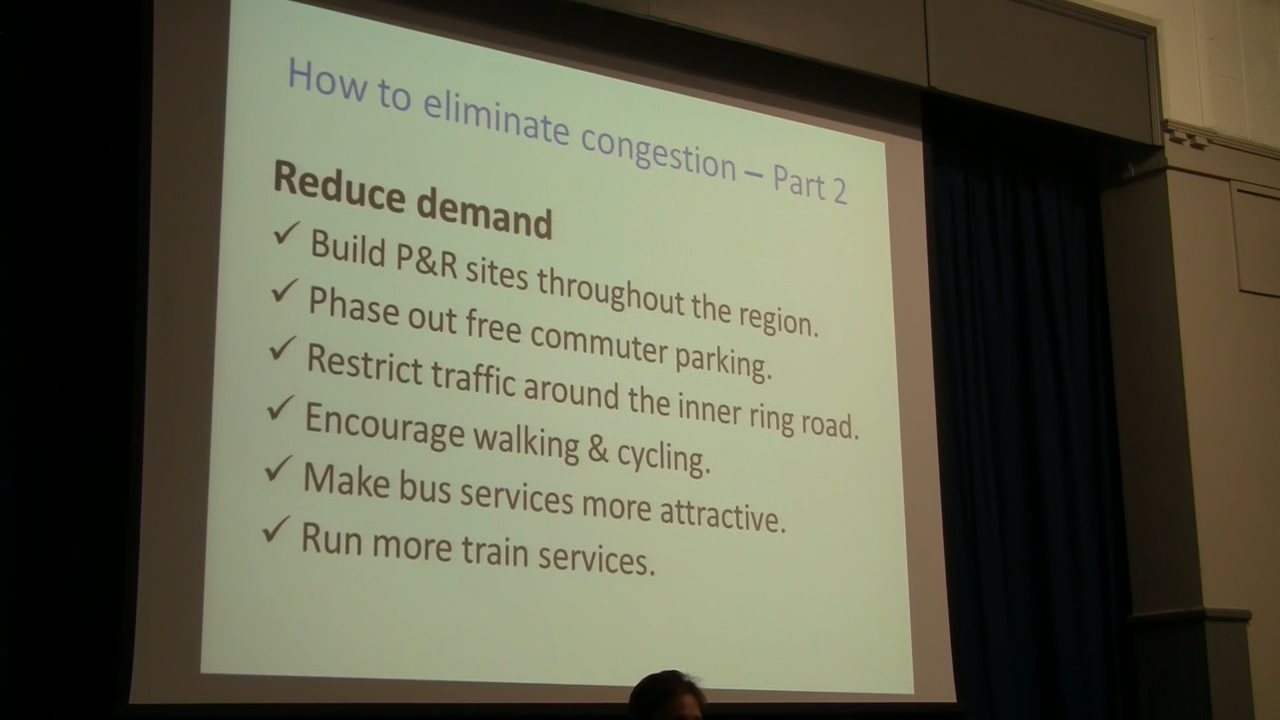 How to eliminate congestion – Part 2
Reduce demand
✓ Build P&R sites throughout the region.
✓ Phase out free commuter parking.
✓ Restrict traffic around the inner ring road.
✓ Encourage walking & cycling.
✓ Make bus services more attractive.
✓ Run more train services.